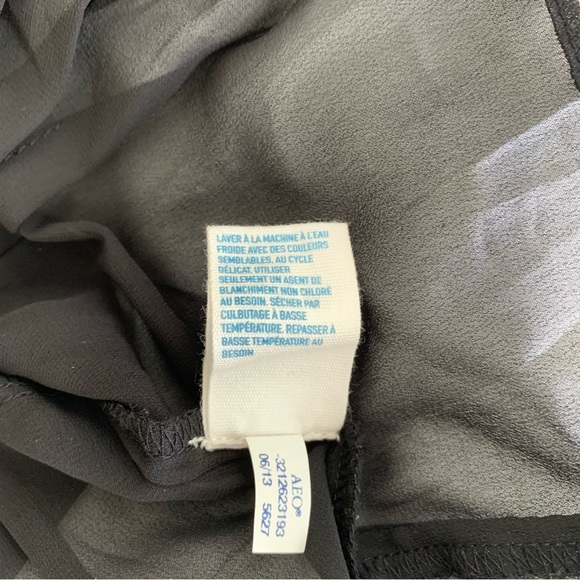 LAVER À LA MACHINE À L'EAU
FROIDE AVEC DES COULEURS
SEMBLABLES, AU CYCLE
DÉLICAT. UTILISER
SEULEMENT UN AGENT DE
BLANCHIMENT NON CHLORÉ
AU BESOIN. SÉCHER PAR
CULBUTAGE À BASSE
TEMPÉRATURE. REPASSER À
BASSE TEMPÉRATURE AU
BESOIN.
AEO®
-3212623193
06/13 5627